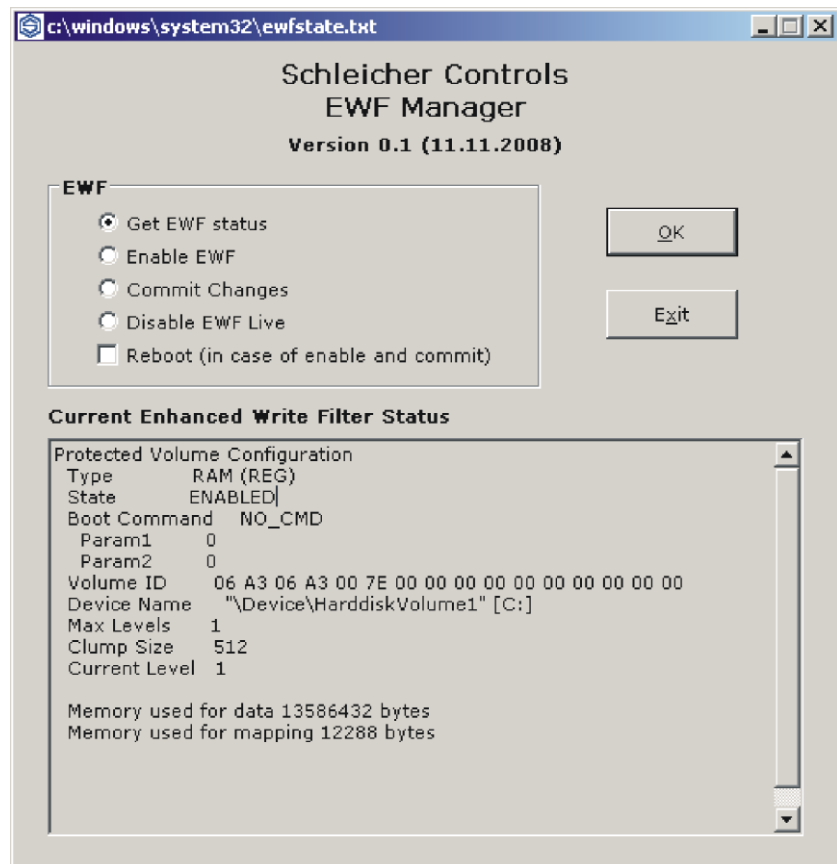 c:\windows\system32\ewfstate.txt
Schleicher Controls
EWF Manager
Version 0.1 (11.11.2008)
EWF
Get EWF status
Enable EWF
Commit Changes
Disable EWF Live
Reboot (in case of enable and commit)
OK
Exit
Current Enhanced Write Filter Status
Protected Volume Configuration
Type RAM (REG)
State ENABLED
Boot Command NO_CMD
Param1 0
Param2 0
Volume ID 06 A3 06 A3 00 7E 00 00 00 00 00 00 00 00 00 00
Device Name "\Device\HarddiskVolume1" [C:]
Max Levels 1
Clump Size 512
Current Level 1
Memory used for data 13586432 bytes
Memory used for mapping 12288 bytes